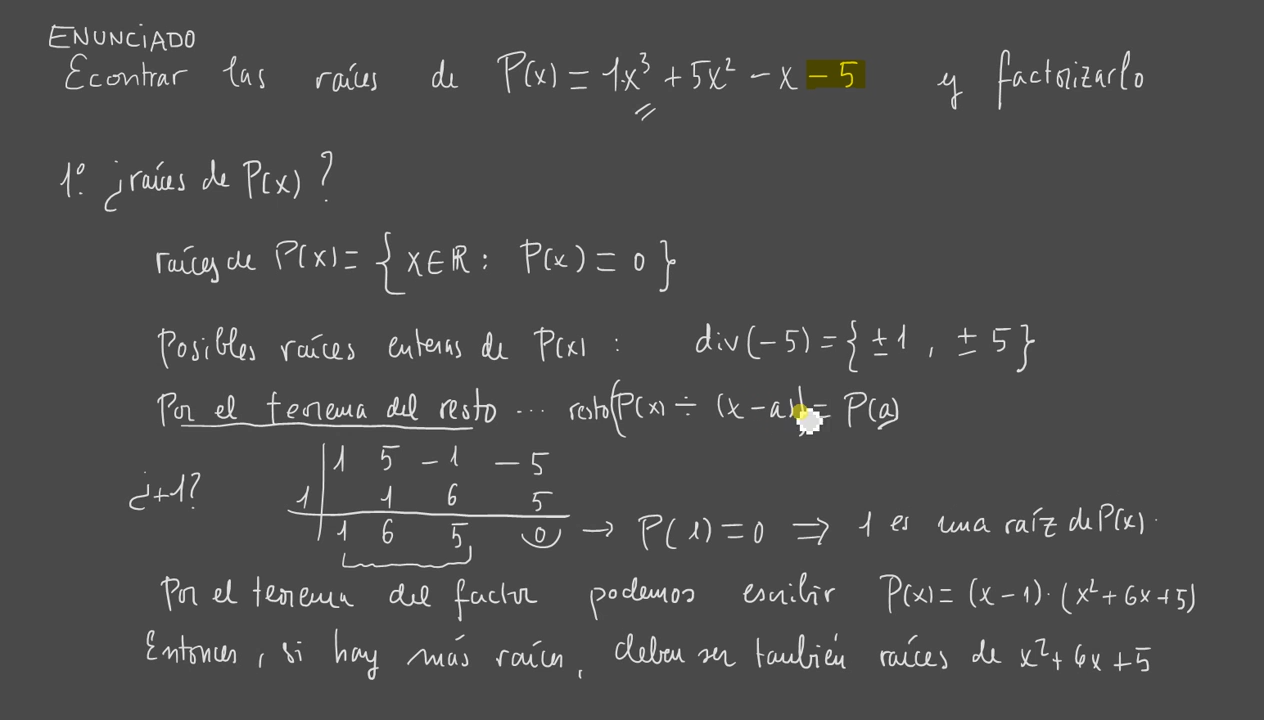 ENUNCIADO
Econtrar las raíces de P(x) = 1x³ + 5x² - x - 5 y factorizarlo
1º ¿raíces de P(x)?
raíces de P(x) = { x ∈ ℝ : P(x) = 0 }
Posibles raíces enteras de P(x) : div(-5) = { ±1 , ± 5 }
Por el teorema del resto ... resto(P(x) ÷ (x - a)) = P(a)
1 5 -1 -5
¿+1? 1 1 6 5
1 6 5 0 → P(1) = 0 ⇒ 1 es una raíz de P(x).
Por el teorema del factor podemos escribir P(x) = (x - 1) · (x² + 6x + 5)
Entonces, si hay más raíces, deben ser también raíces de x² + 6x + 5